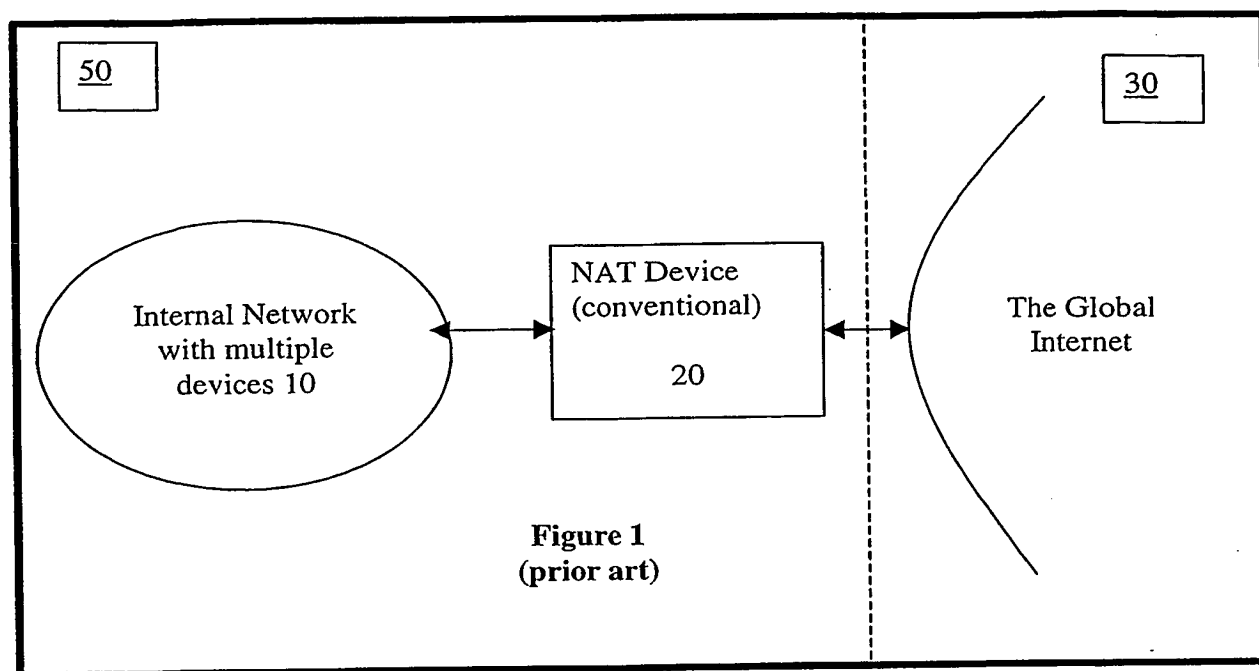 50
30
Internal Network
with multiple
devices 10
NAT Device
(conventional)
20
The Global
Internet
Figure 1
(prior art)